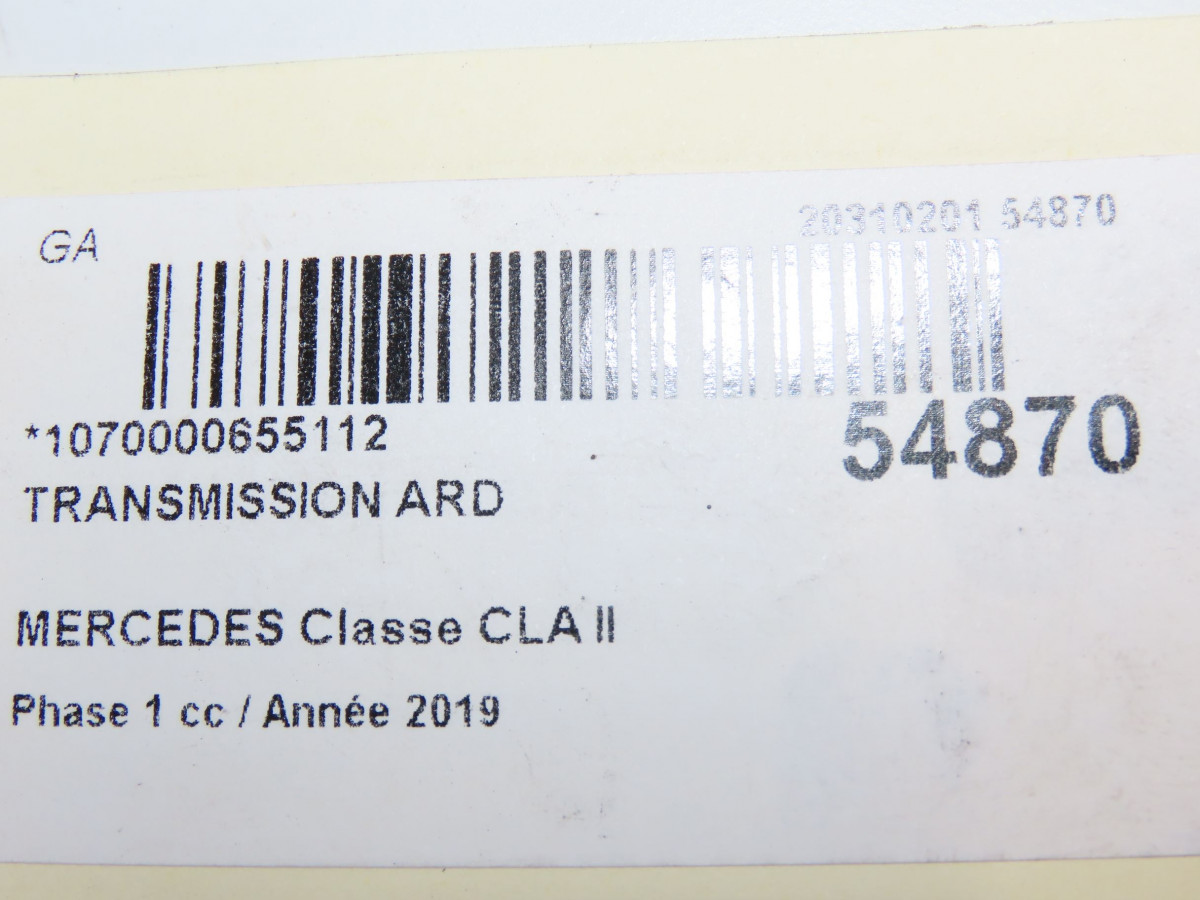 GA
20310201 54870
*1070000655112
54870
TRANSMISSION ARD
MERCEDES Classe CLA II
Phase 1 cc / Année 2019